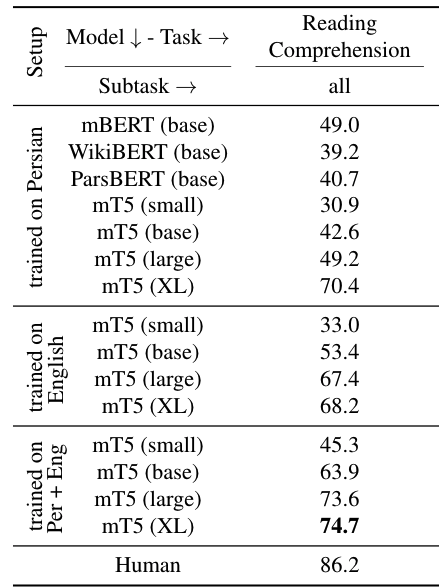 Setup
Model ↓ - Task →
Reading
Comprehension
Subtask →
all
trained on Persian
mBERT (base) 49.0
WikiBERT (base) 39.2
ParsBERT (base) 40.7
mT5 (small) 30.9
mT5 (base) 42.6
mT5 (large) 49.2
mT5 (XL) 70.4
trained on
English
mT5 (small) 33.0
mT5 (base) 53.4
mT5 (large) 67.4
mT5 (XL) 68.2
trained on
Per + Eng
mT5 (small) 45.3
mT5 (base) 63.9
mT5 (large) 73.6
mT5 (XL) 74.7
Human 86.2